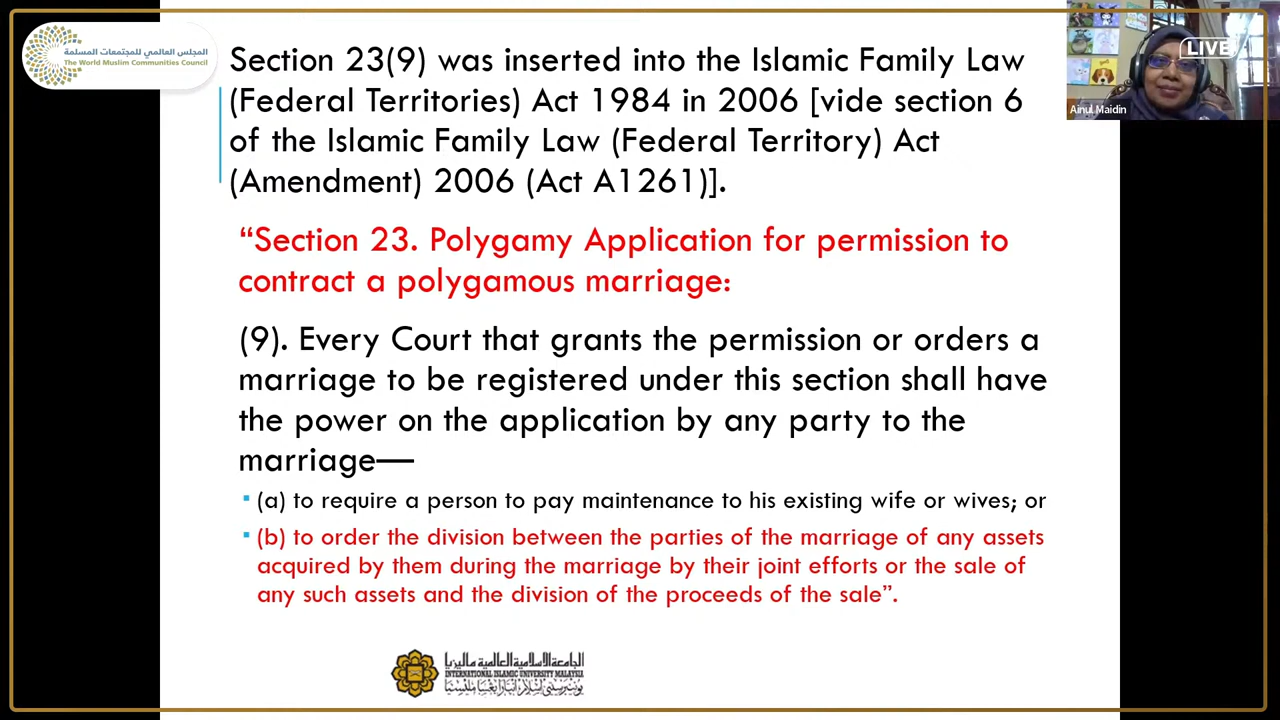 المجلس العالمي للمجتمعات المسلمة
The World Muslim Communities Council
Section 23(9) was inserted into the Islamic Family Law
(Federal Territories) Act 1984 in 2006 [vide section 6
of the Islamic Family Law (Federal Territory) Act
(Amendment) 2006 (Act A1261)].
LIVE
Ainul Maidin
“Section 23. Polygamy Application for permission to
contract a polygamous marriage:
(9). Every Court that grants the permission or orders a
marriage to be registered under this section shall have
the power on the application by any party to the
marriage—
(a) to require a person to pay maintenance to his existing wife or wives; or
(b) to order the division between the parties of the marriage of any assets
acquired by them during the marriage by their joint efforts or the sale of
any such assets and the division of the proceeds of the sale”.
الجامعة الإسلامية العالمية ماليزيا
INTERNATIONAL ISLAMIC UNIVERSITY MALAYSIA